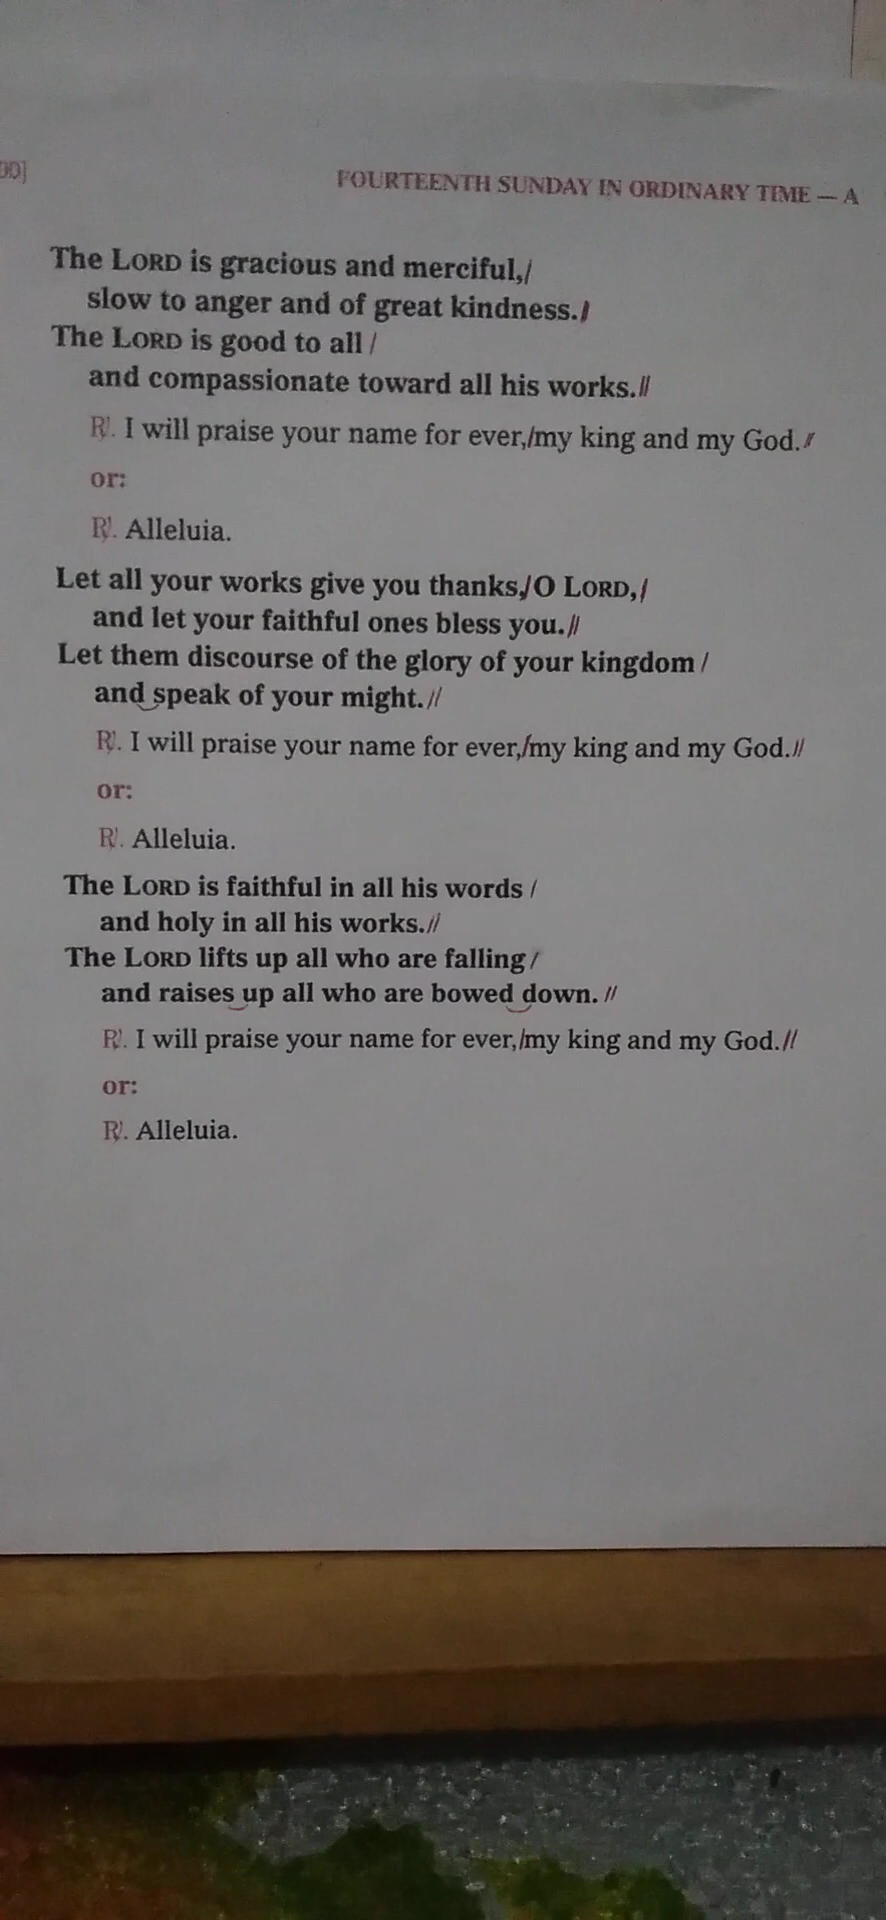 00]
FOURTEENTH SUNDAY IN ORDINARY TIME — A
The LORD is gracious and merciful,/
slow to anger and of great kindness./
The LORD is good to all /
and compassionate toward all his works.//
℟. I will praise your name for ever,/my king and my God.//
or:
℟. Alleluia.
Let all your works give you thanks,/O LORD,/
and let your faithful ones bless you.//
Let them discourse of the glory of your kingdom /
and speak of your might.//
℟. I will praise your name for ever,/my king and my God.//
or:
℟. Alleluia.
The LORD is faithful in all his words /
and holy in all his works.//
The LORD lifts up all who are falling /
and raises up all who are bowed down. //
℟. I will praise your name for ever,/my king and my God.//
or:
℟. Alleluia.